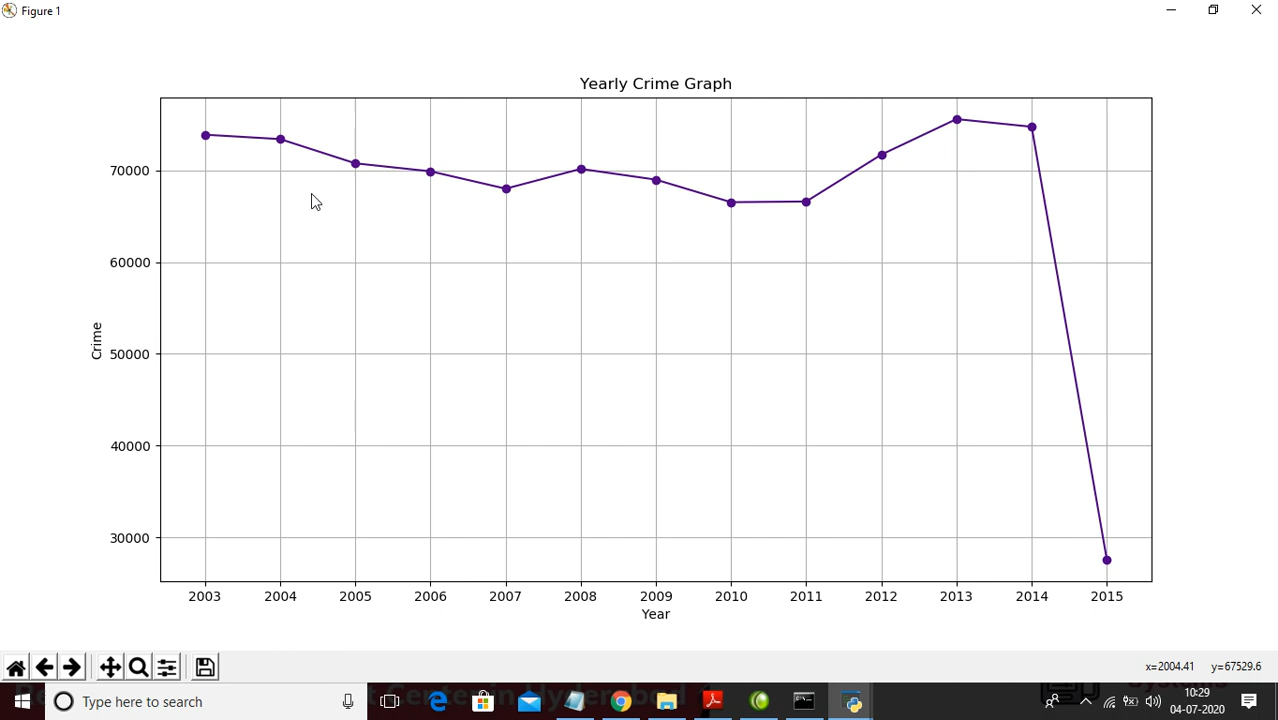 Figure 1
Yearly Crime Graph
70000
60000
50000
40000
30000
Crime
2003 2004 2005 2006 2007 2008 2009 2010 2011 2012 2013 2014 2015
Year
x=2004.41 y=67529.6
Type here to search
10:29
04-07-2020